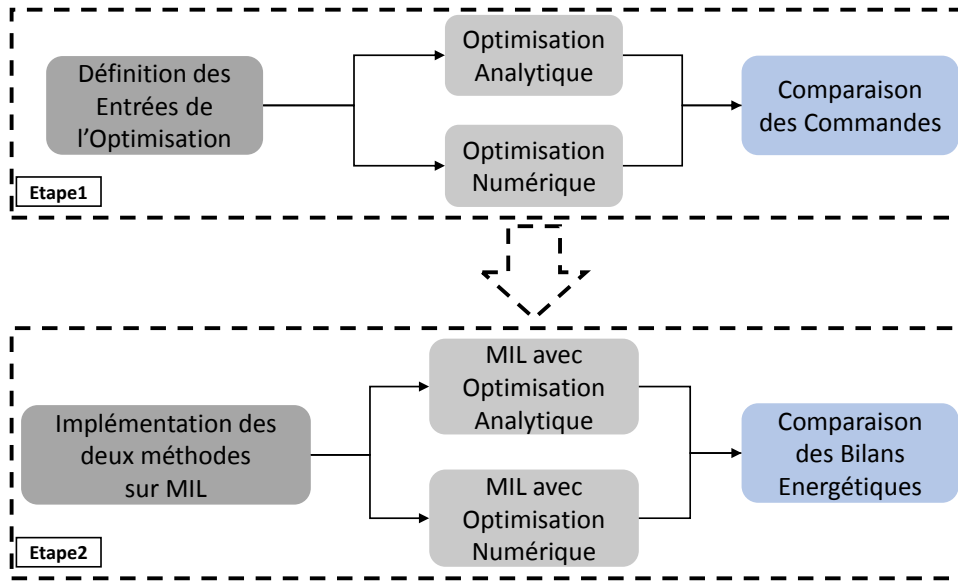 Définition des
Entrées de
l'Optimisation
Optimisation
Analytique
Optimisation
Numérique
Comparaison
des Commandes
Etape1
Implémentation des
deux méthodes
sur MIL
MIL avec
Optimisation
Analytique
MIL avec
Optimisation
Numérique
Comparaison
des Bilans
Energétiques
Etape2